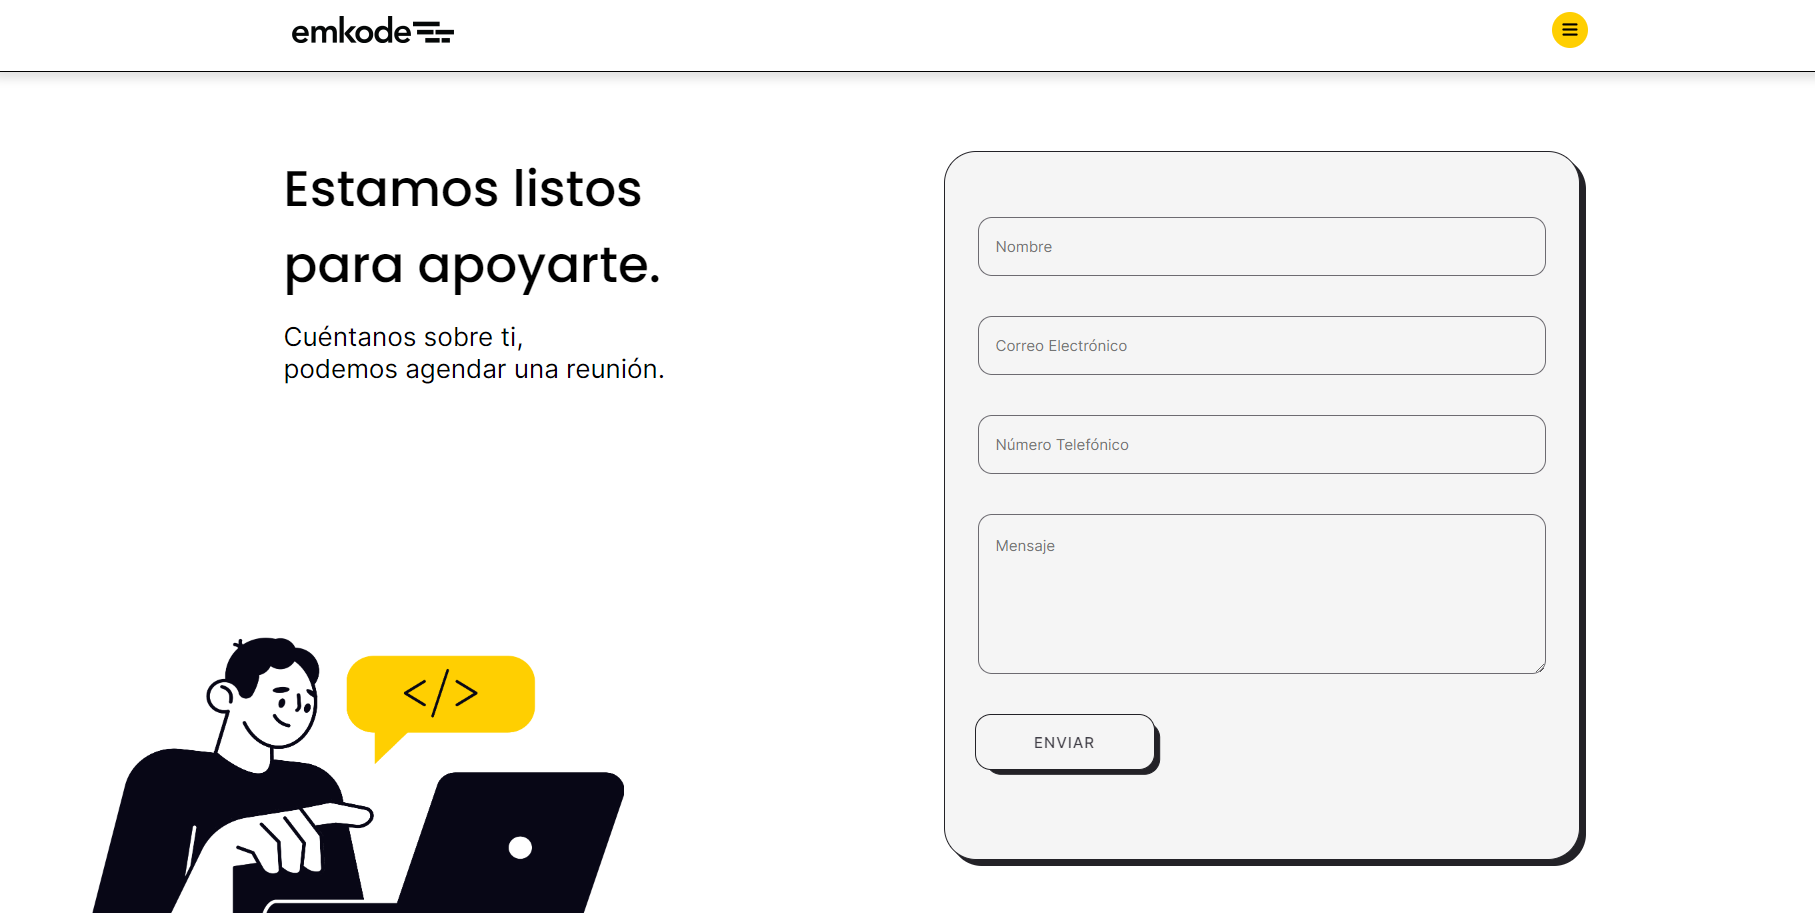 emkode
Estamos listos
para apoyarte.
Cuéntanos sobre ti,
podemos agendar una reunión.
Nombre
Correo Electrónico
Número Telefónico
Mensaje
ENVIAR
</>